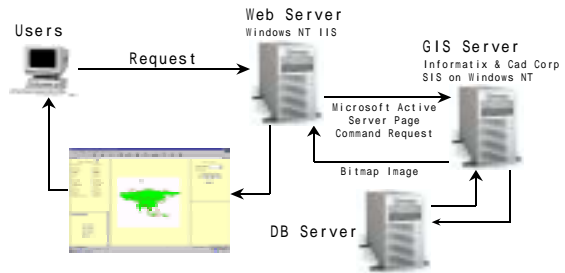 Users
Request
Web Server
Windows NT IIS
GIS Server
Informatix & Cad Corp
SIS on Windows NT
Microsoft Active
Server Page
Command Request
Bitmap Image
DB Server